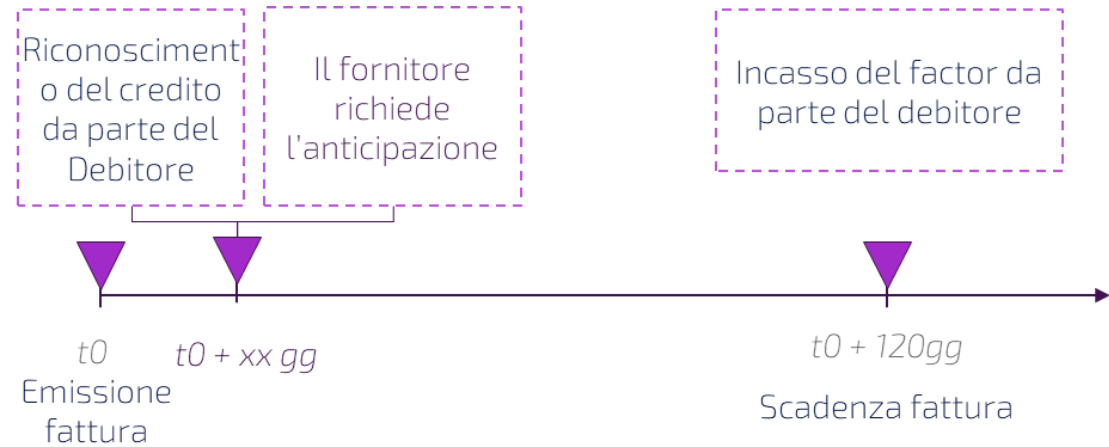 Riconosciment
o del credito
da parte del
Debitore
Il fornitore
richiede
l'anticipazione
Incasso del factor da
parte del debitore
t0
Emissione
fattura
t0 + xx gg
t0 + 120gg
Scadenza fattura